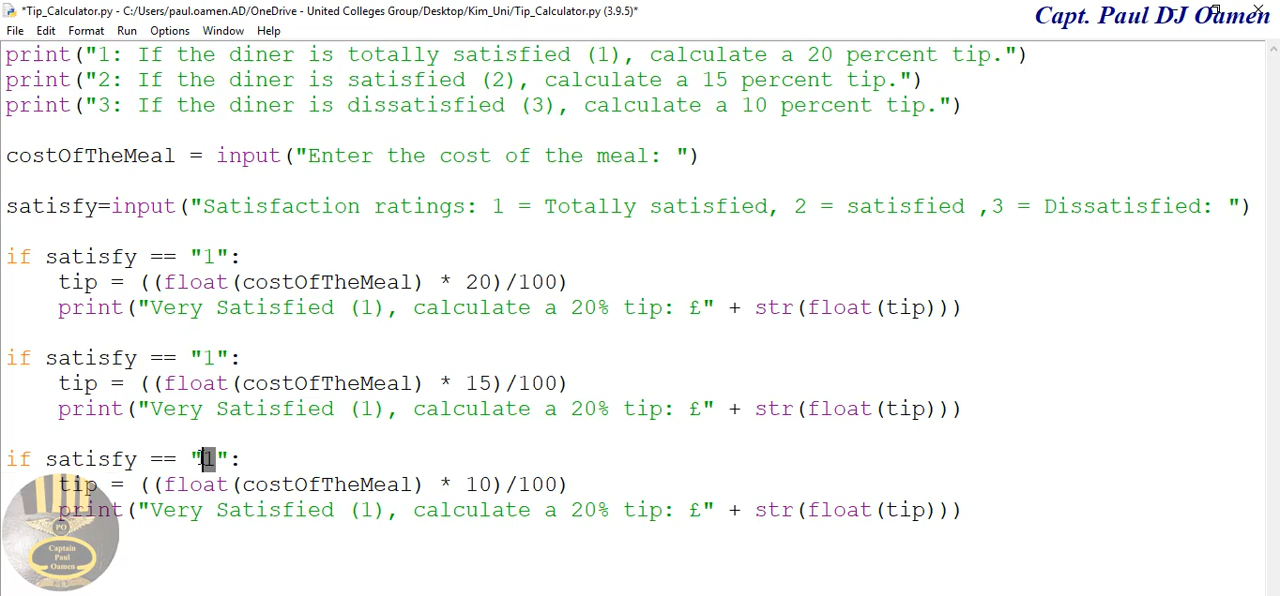 *Tip_Calculator.py - C:/Users/paul.oamen.AD/OneDrive - United Colleges Group/Desktop/Kim_Uni/Tip_Calculator.py (3.9.5)*
Capt. Paul DJ Oamen
File Edit Format Run Options Window Help
print("1: If the diner is totally satisfied (1), calculate a 20 percent tip.")
print("2: If the diner is satisfied (2), calculate a 15 percent tip.")
print("3: If the diner is dissatisfied (3), calculate a 10 percent tip.")
costOfTheMeal = input("Enter the cost of the meal: ")
satisfy=input("Satisfaction ratings: 1 = Totally satisfied, 2 = satisfied ,3 = Dissatisfied: ")
if satisfy == "1":
    tip = ((float(costOfTheMeal) * 20)/100)
    print("Very Satisfied (1), calculate a 20% tip: £" + str(float(tip)))
if satisfy == "1":
    tip = ((float(costOfTheMeal) * 15)/100)
    print("Very Satisfied (1), calculate a 20% tip: £" + str(float(tip)))
if satisfy == "1":
    tip = ((float(costOfTheMeal) * 10)/100)
    print("Very Satisfied (1), calculate a 20% tip: £" + str(float(tip)))
PO
Captain
Paul
Oamen